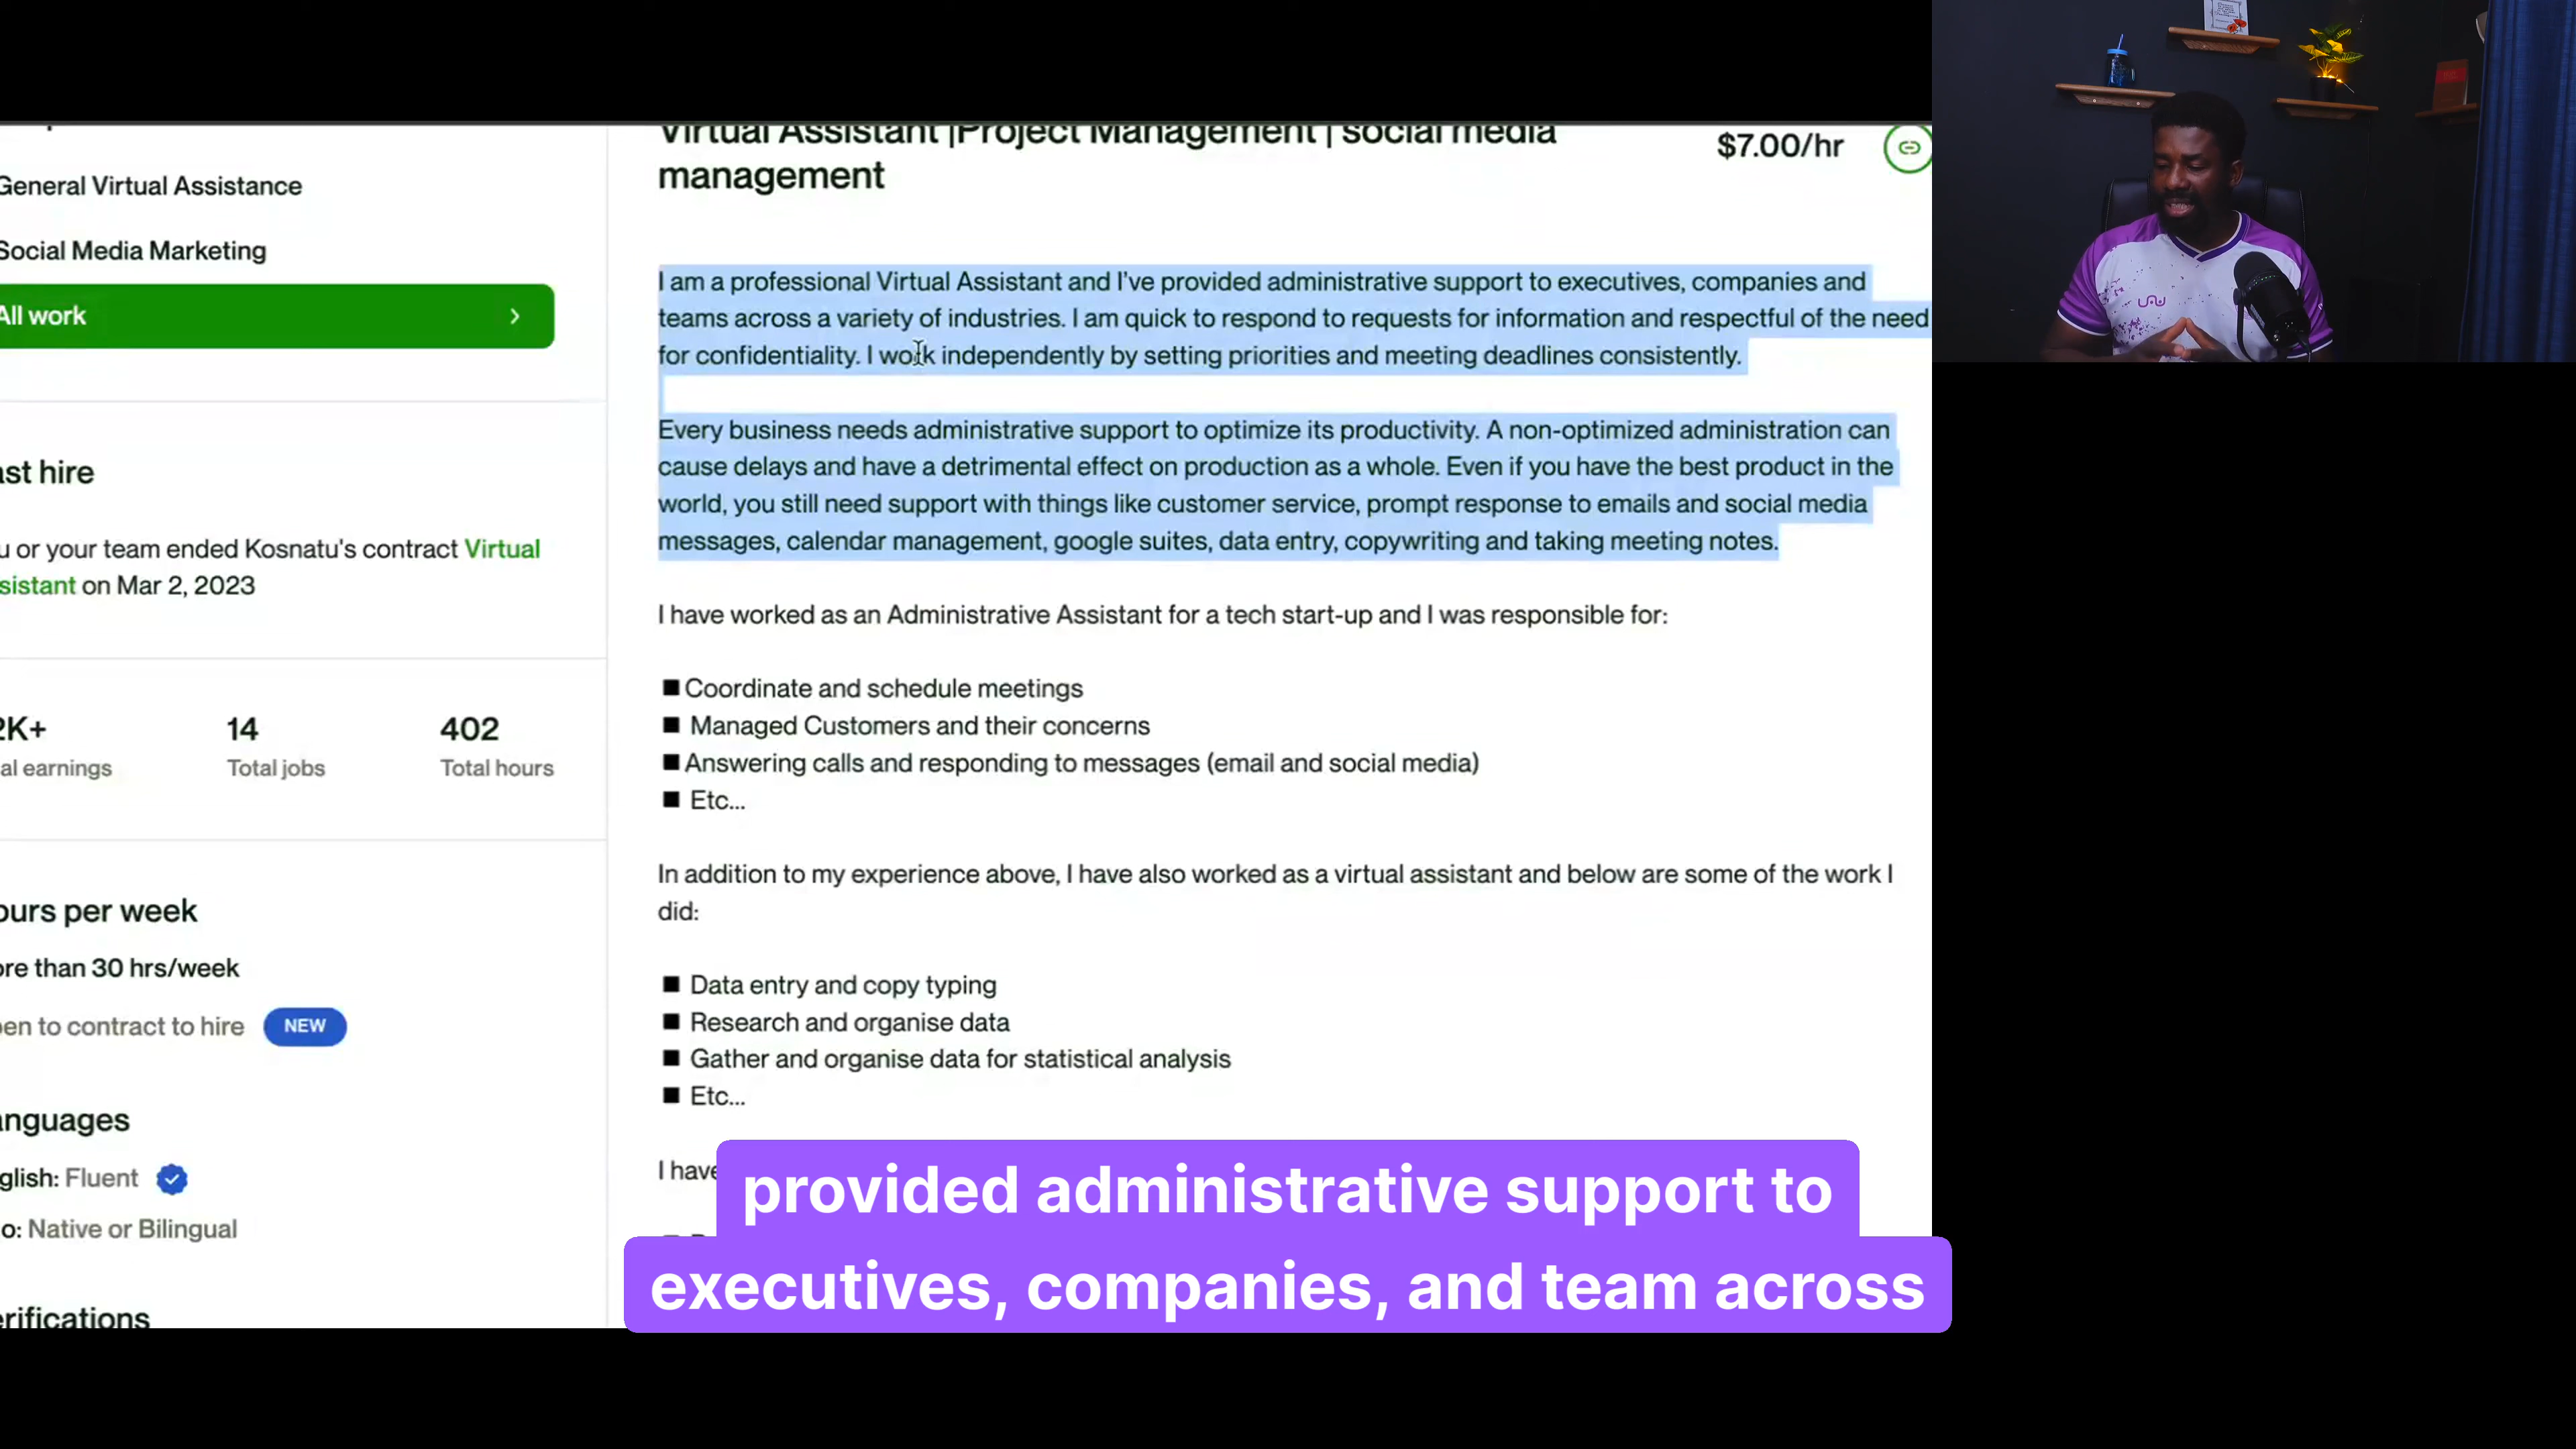 General Virtual Assistance
Social Media Marketing
All work
ast hire
u or your team ended Kosnatu's contract Virtual
sistant on Mar 2, 2023
2K+
14
402
al earnings
Total jobs
Total hours
ours per week
ore than 30 hrs/week
pen to contract to hire
NEW
anguages
glish: Fluent
o: Native or Bilingual
erifications
Virtual Assistant |Project Management | social media
management
$7.00/hr
I am a professional Virtual Assistant and I've provided administrative support to executives, companies and
teams across a variety of industries. I am quick to respond to requests for information and respectful of the need
for confidentiality. I work independently by setting priorities and meeting deadlines consistently.
Every business needs administrative support to optimize its productivity. A non-optimized administration can
cause delays and have a detrimental effect on production as a whole. Even if you have the best product in the
world, you still need support with things like customer service, prompt response to emails and social media
messages, calendar management, google suites, data entry, copywriting and taking meeting notes.
I have worked as an Administrative Assistant for a tech start-up and I was responsible for:
■ Coordinate and schedule meetings
■ Managed Customers and their concerns
■ Answering calls and responding to messages (email and social media)
■ Etc...
In addition to my experience above, I have also worked as a virtual assistant and below are some of the work I
did:
■ Data entry and copy typing
■ Research and organise data
■ Gather and organise data for statistical analysis
■ Etc...
I have
provided administrative support to
executives, companies, and team across